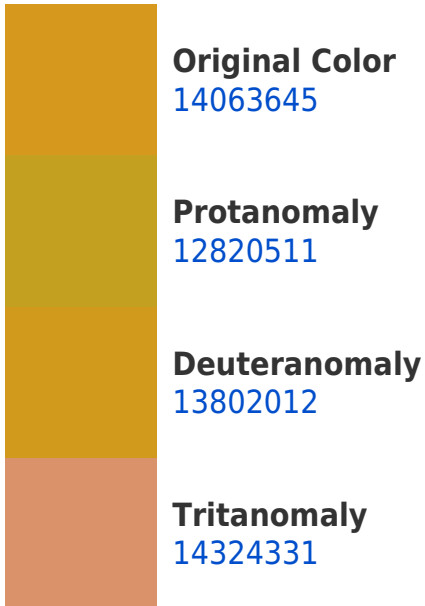 Original Color
14063645
Protanomaly
12820511
Deuteranomaly
13802012
Tritanomaly
14324331